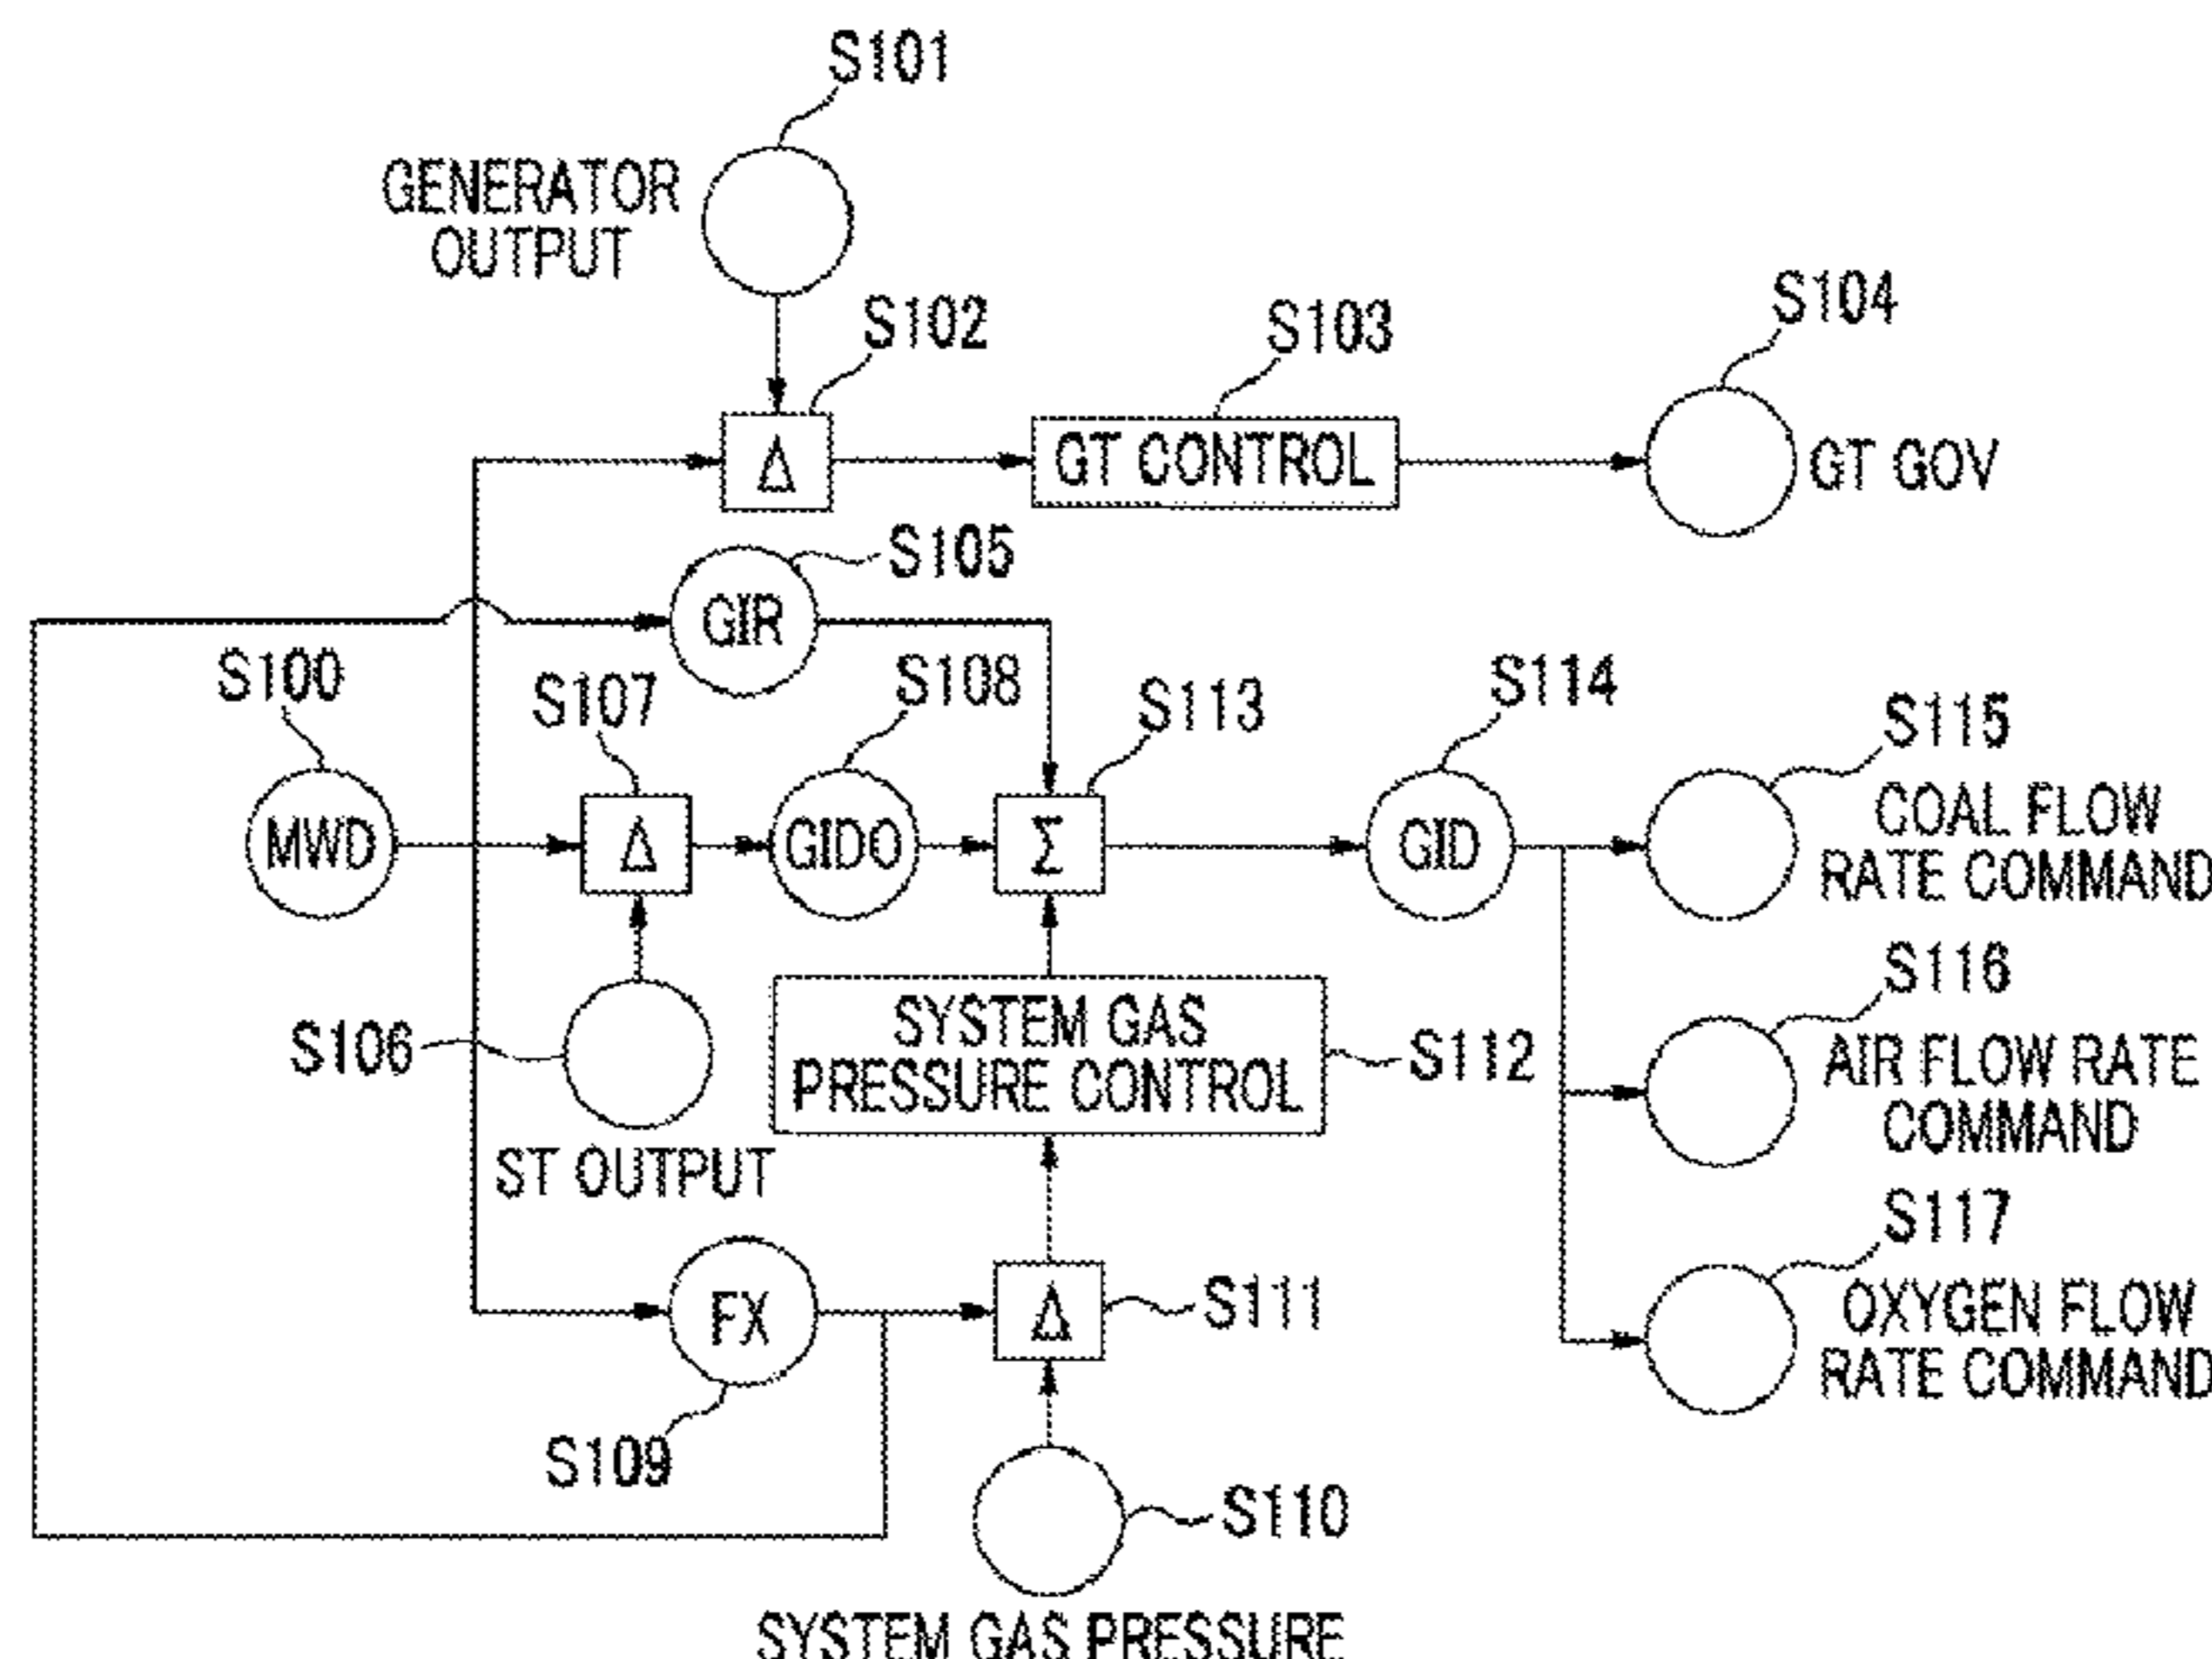 S101
GENERATOR
OUTPUT
S102
S103
S104
Δ
GT CONTROL
GT GOV
S105
GIR
S100
S107
S108
S113
S114
S115
MWD
Δ
GIDO
Σ
GID
COAL FLOW
RATE COMMAND
S106
ST OUTPUT
SYSTEM GAS
PRESSURE CONTROL
S112
S116
AIR FLOW RATE
COMMAND
S109
FX
Δ
S111
S117
OXYGEN FLOW
RATE COMMAND
S110
SYSTEM GAS PRESSURE